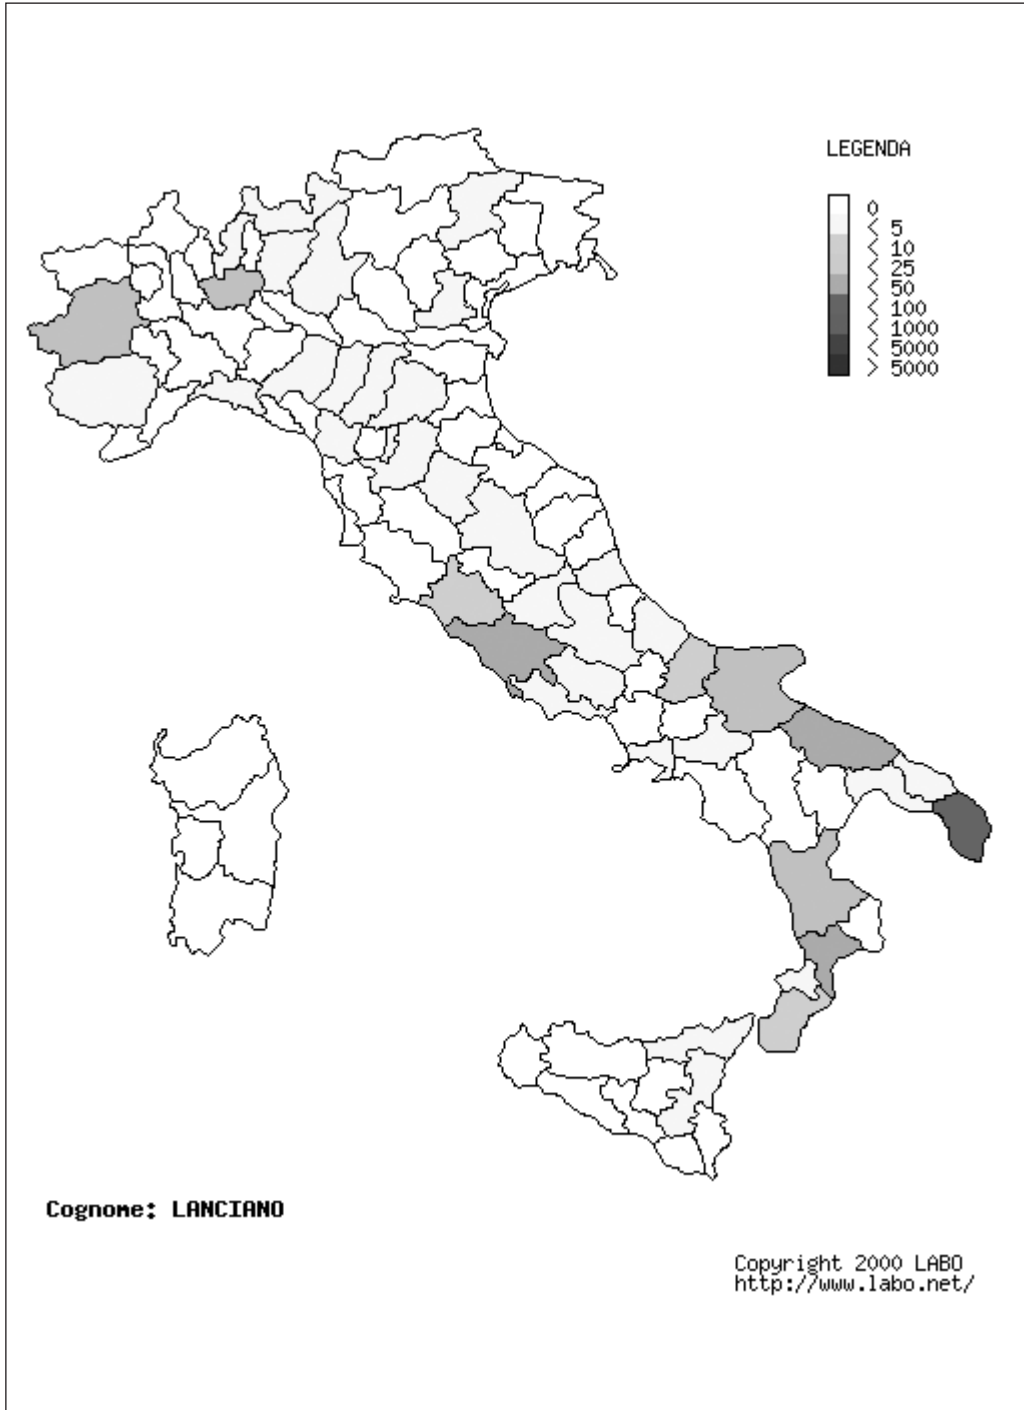 LEGENDA
0
< 5
< 10
< 25
< 50
< 100
< 1000
< 5000
> 5000
Cognome: LANCIANO
Copyright 2000 LABO
http://www.labo.net/